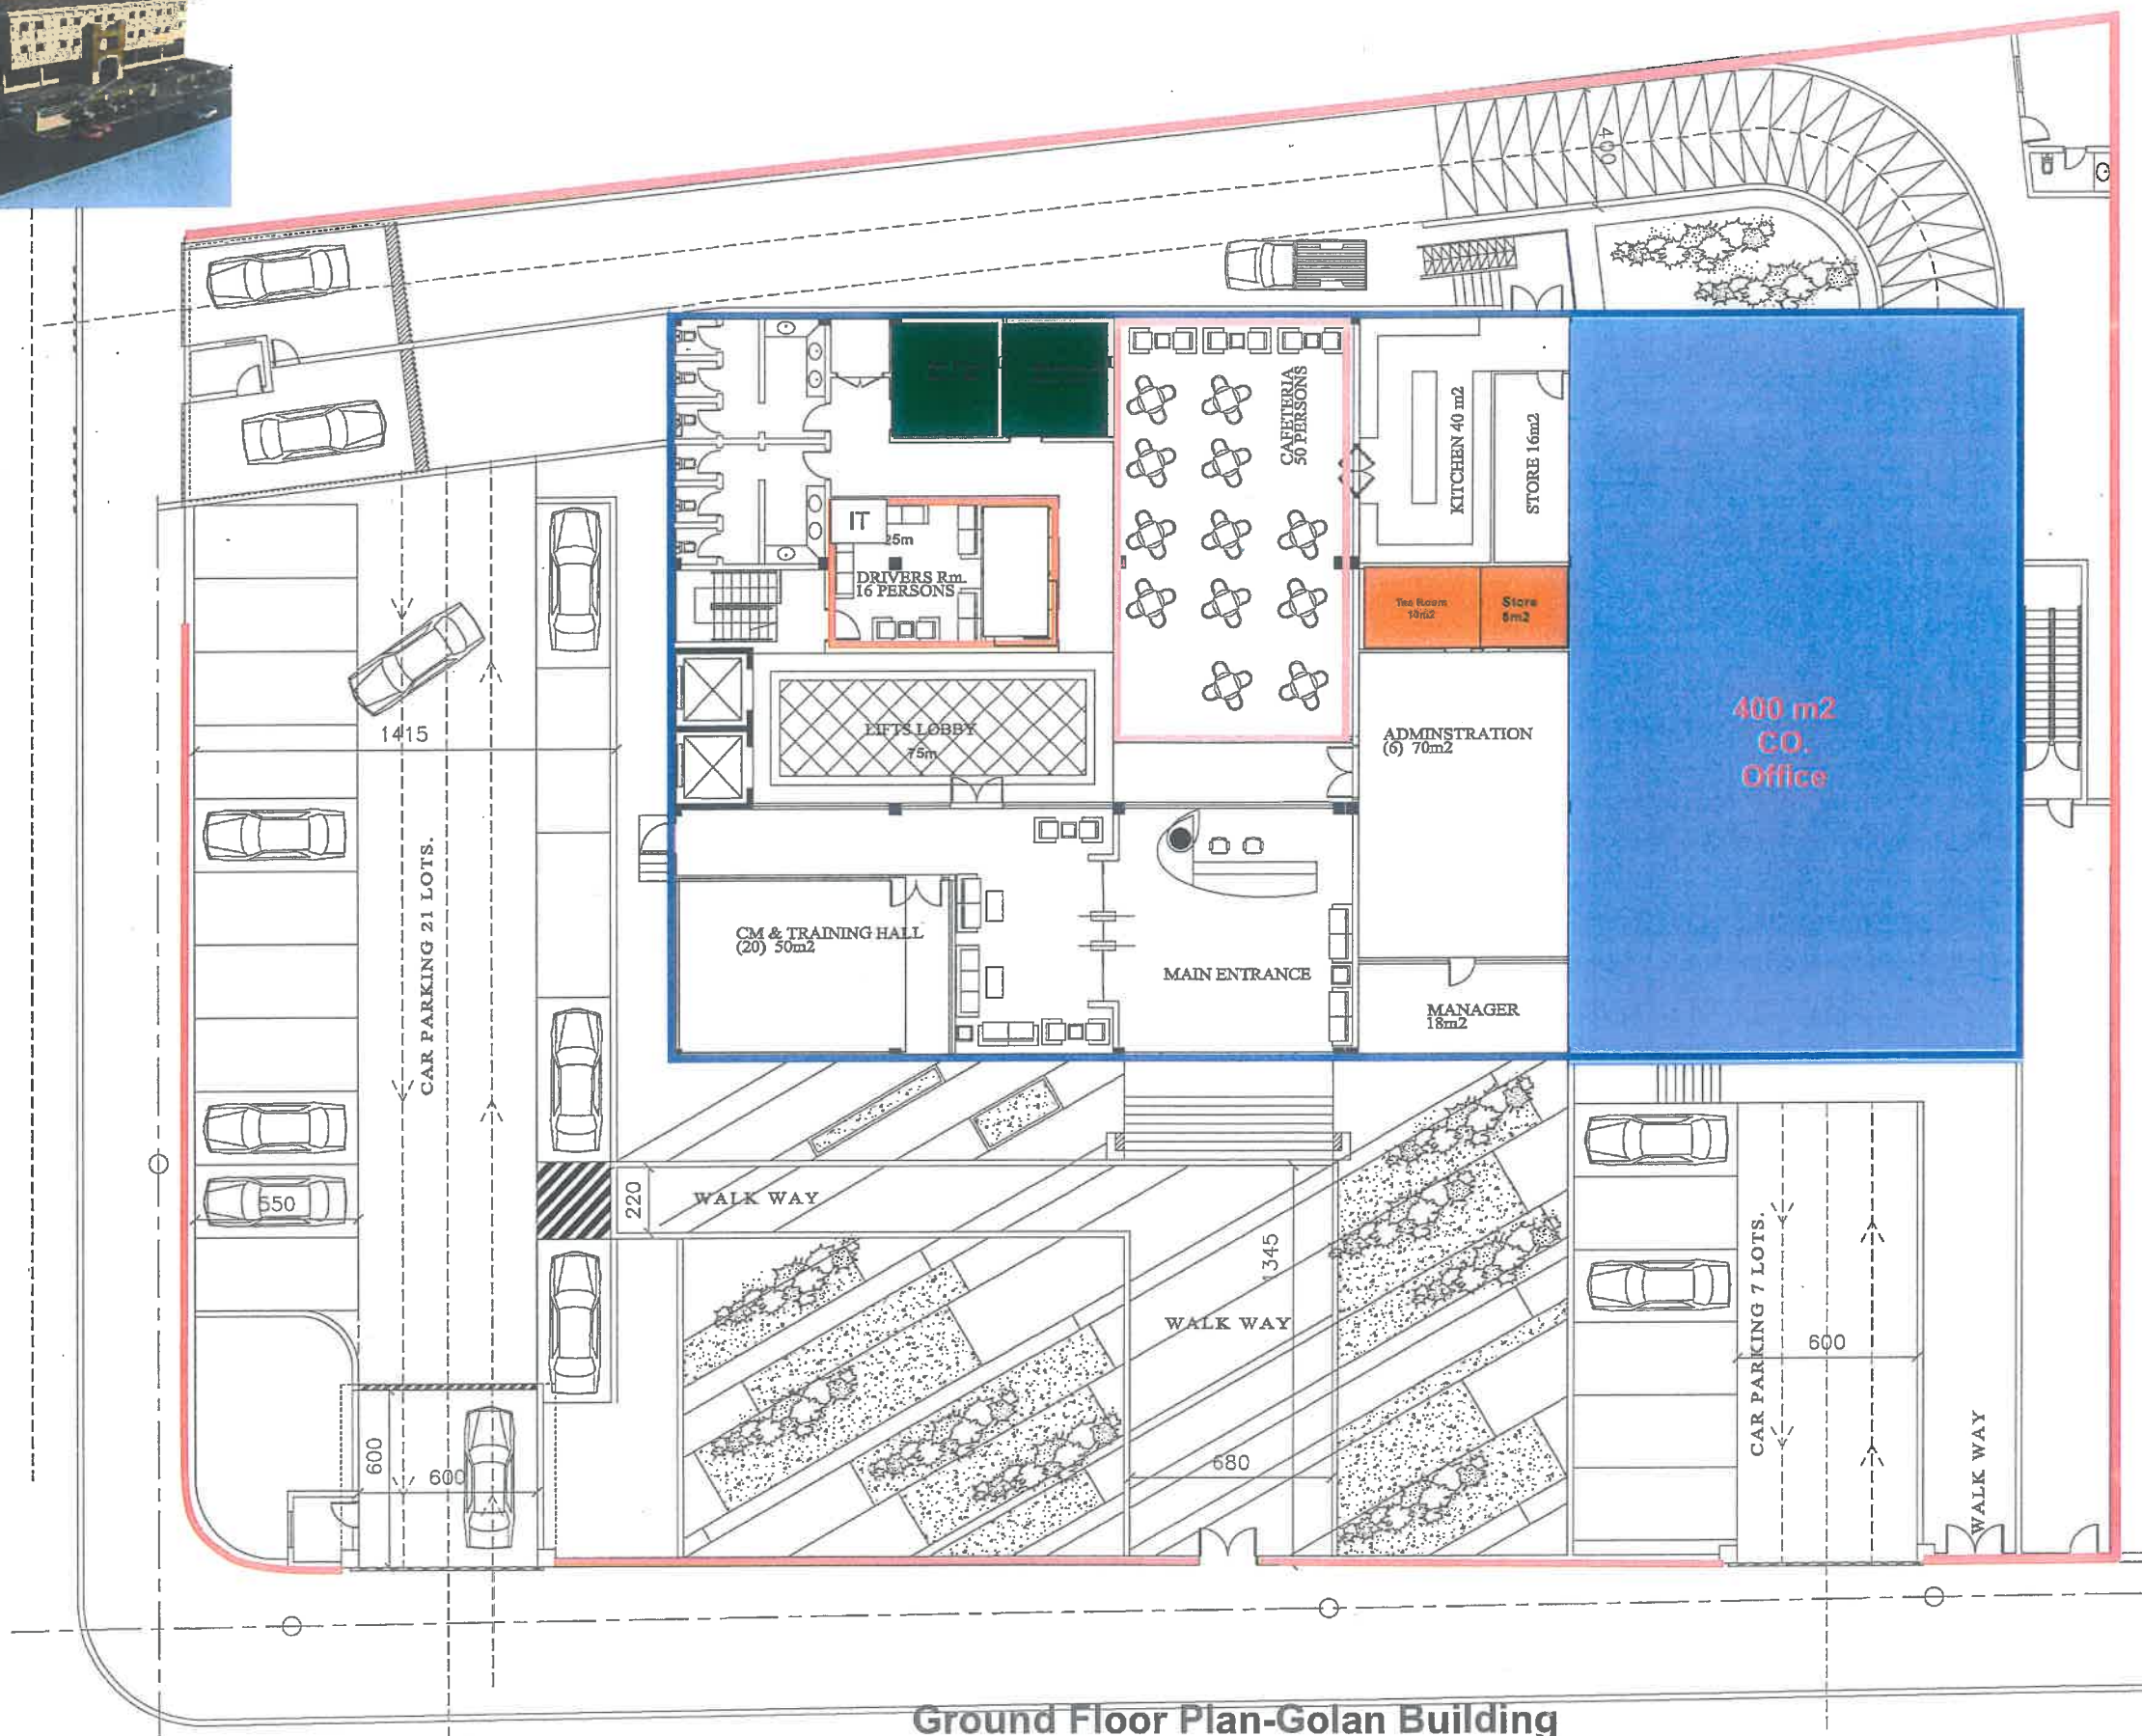 400
CAFETERIA
50 PERSONS
KITCHEN 40 m2
STORE 16m2
IT
25m
DRIVERS Rm.
16 PERSONS
Store
8m2
LIFTS LOBBY
75m
ADMINSTRATION
(6) 70m2
400 m2
CO.
Office
1415
CAR PARKING 21 LOTS.
CM & TRAINING HALL
(20) 50m2
MAIN ENTRANCE
MANAGER
18m2
550
220
WALK WAY
1345
WALK WAY
CAR PARKING 7 LOTS.
600
600
600
680
WALK WAY
Ground Floor Plan-Golan Building